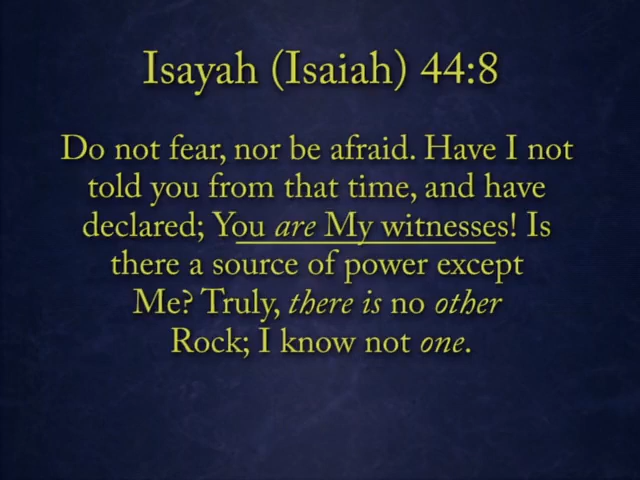 Isayah (Isaiah) 44:8
Do not fear, nor be afraid. Have I not
told you from that time, and have
declared; You are My witnesses! Is
there a source of power except
Me? Truly, there is no other
Rock; I know not one.